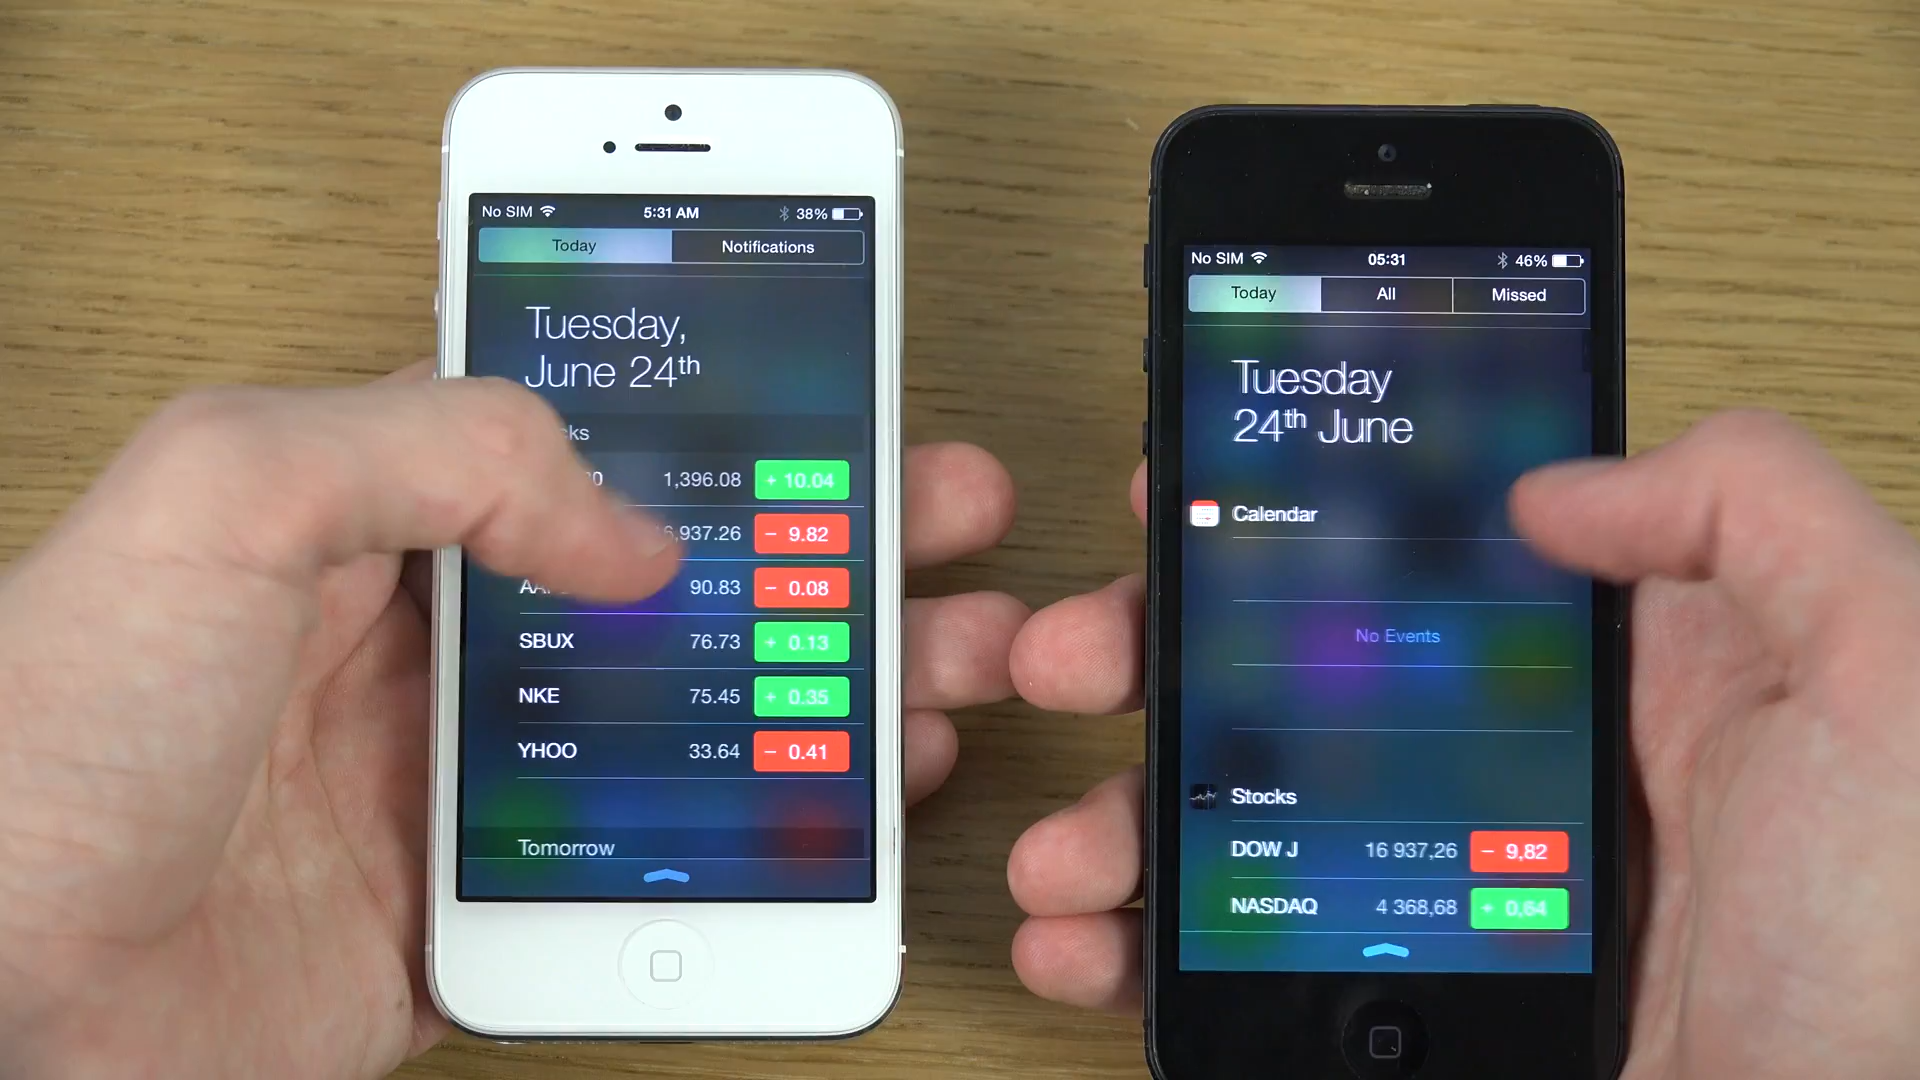 No SIM 5:31 AM 38%
Today Notifications
Tuesday,
June 24th
1,396.08 + 10.04
6,937.26 − 9.82
90.83 − 0.08
SBUX 76.73 + 0.13
NKE 75.45 + 0.35
YHOO 33.64 − 0.41
Tomorrow
No SIM 05:31 46%
Today All Missed
Tuesday
24th June
Calendar
No Events
Stocks
DOW J 16 937,26 − 9,82
NASDAQ 4 368,68 + 0,64